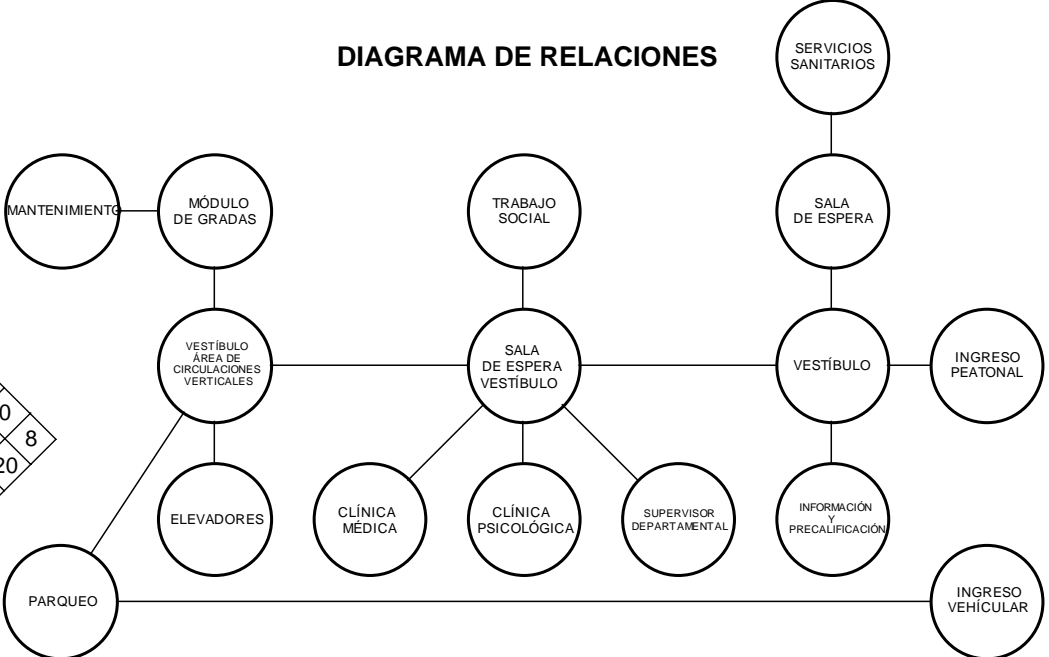 DIAGRAMA DE RELACIONES
SERVICIOS
SANITARIOS
MANTENIMIENTO
MÓDULO
DE GRADAS
TRABAJO
SOCIAL
SALA
DE ESPERA
VESTÍBULO
ÁREA DE
CIRCULACIONES
VERTICALES
SALA
DE ESPERA
VESTÍBULO
VESTÍBULO
INGRESO
PEATONAL
0
8
20
ELEVADORES
CLÍNICA
MÉDICA
CLÍNICA
PSICOLÓGICA
SUPERVISOR
DEPARTAMENTAL
INFORMACIÓN
Y
PRECALIFICACIÓN
PARQUEO
INGRESO
VEHÍCULAR